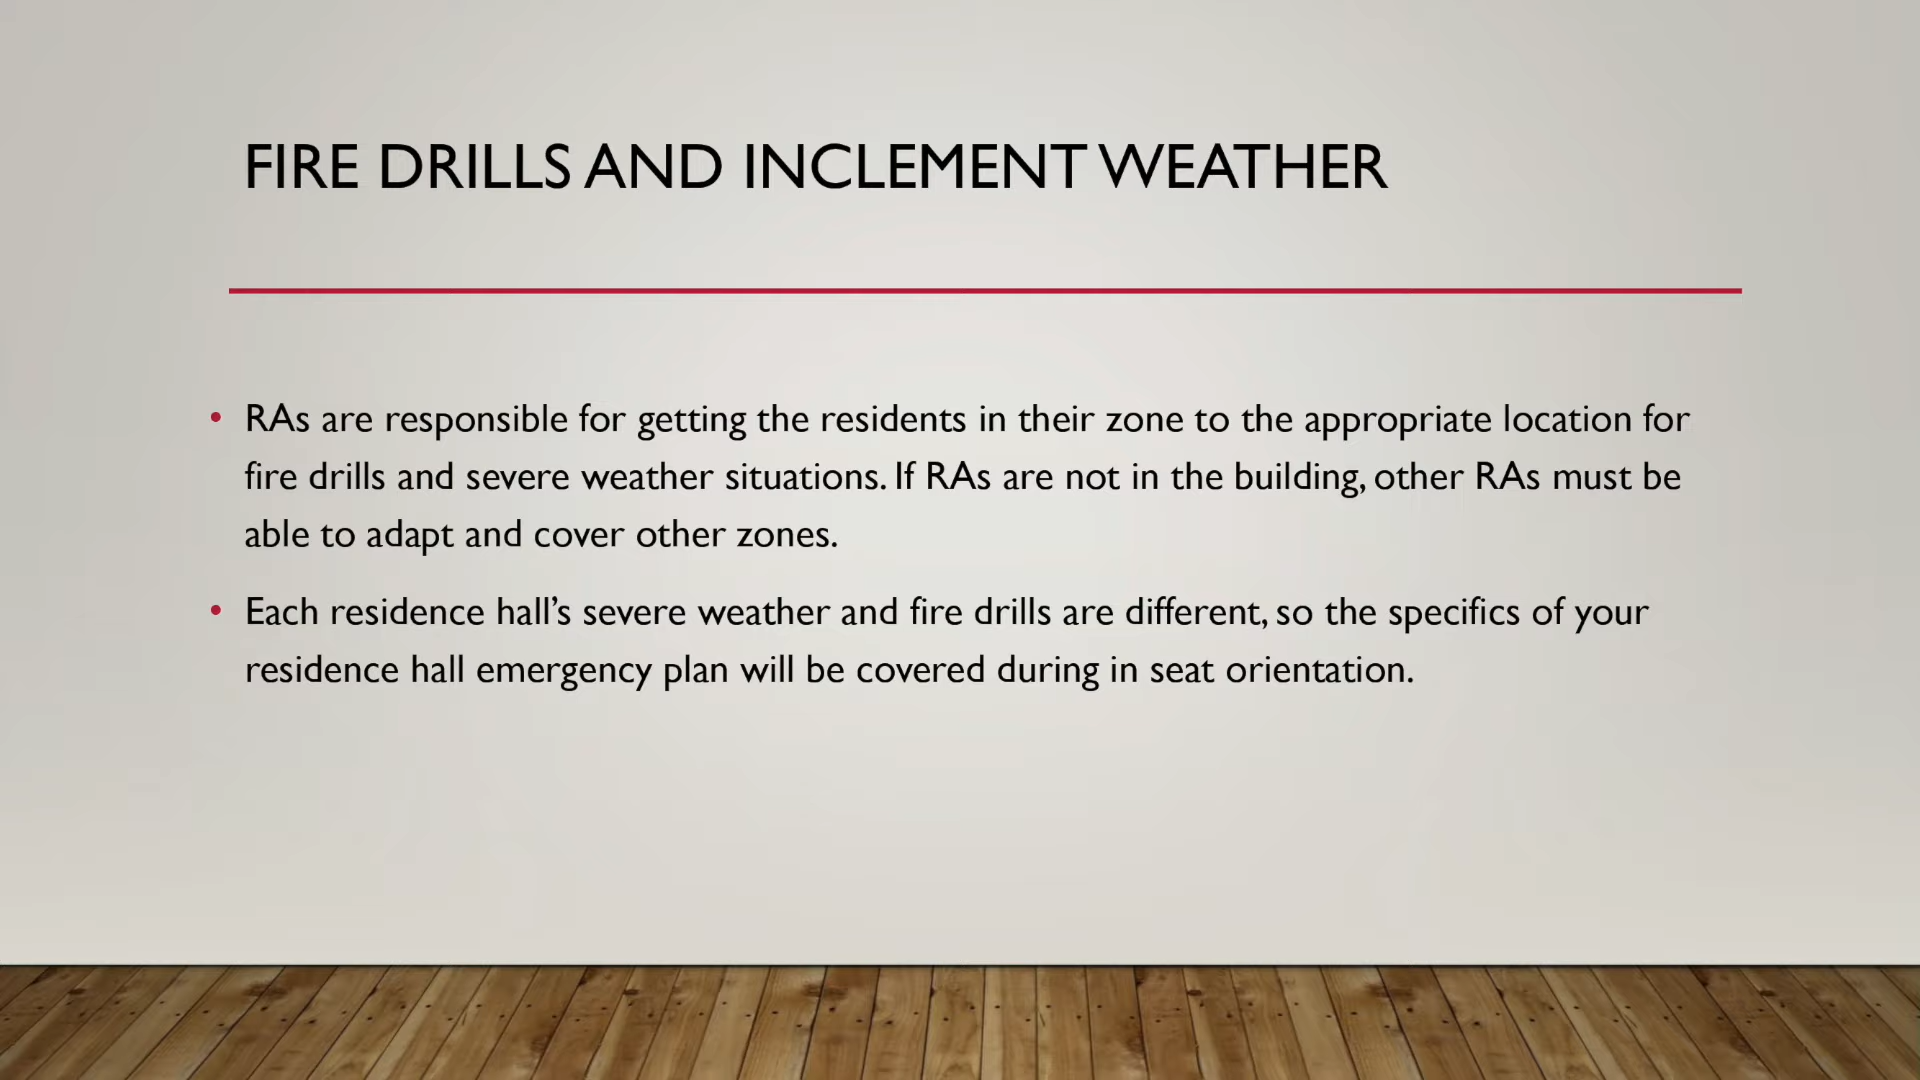 FIRE DRILLS AND INCLEMENT WEATHER
• RAs are responsible for getting the residents in their zone to the appropriate location for
fire drills and severe weather situations. If RAs are not in the building, other RAs must be
able to adapt and cover other zones.
• Each residence hall’s severe weather and fire drills are different, so the specifics of your
residence hall emergency plan will be covered during in seat orientation.